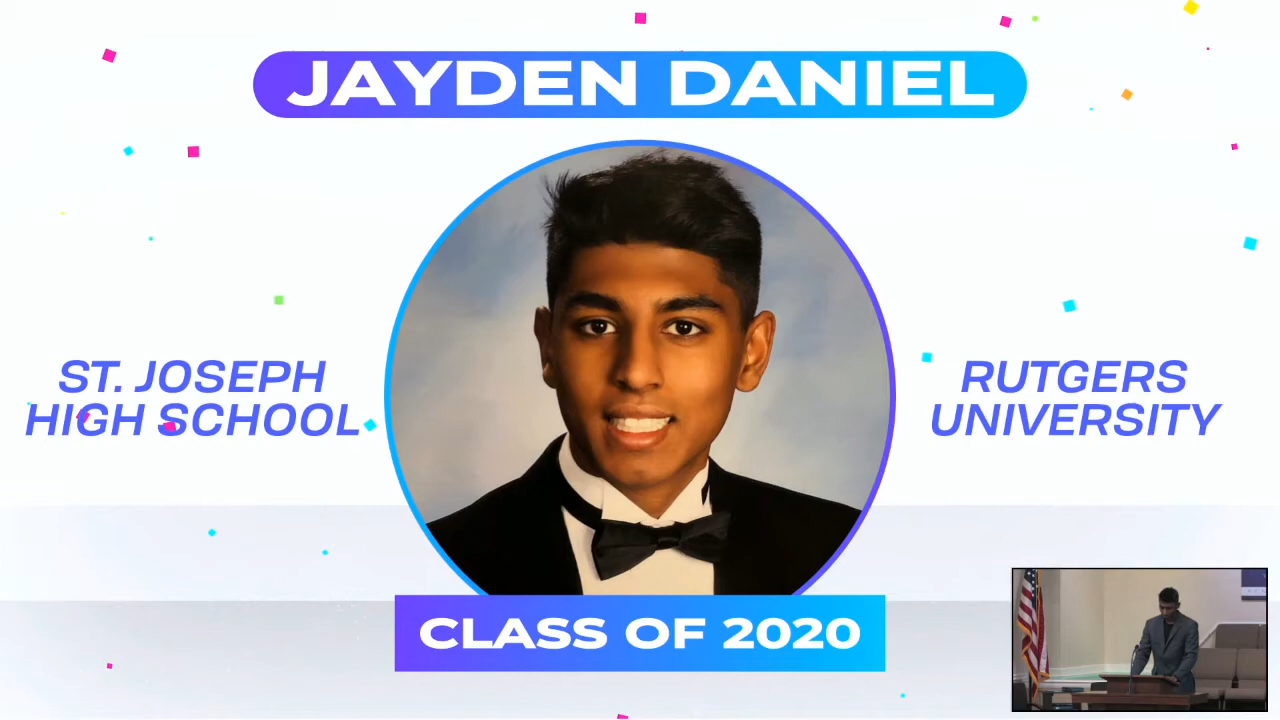 JAYDEN DANIEL
ST. JOSEPH
HIGH SCHOOL
RUTGERS
UNIVERSITY
CLASS OF 2020